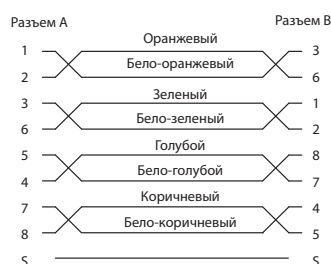 Разъем A Разъем B
Оранжевый
1 3
Бело-оранжевый
2 6
Зеленый
3 1
Бело-зеленый
6 2
Голубой
5 8
Бело-голубой
4 7
Коричневый
7 4
Бело-коричневый
8 5
S S